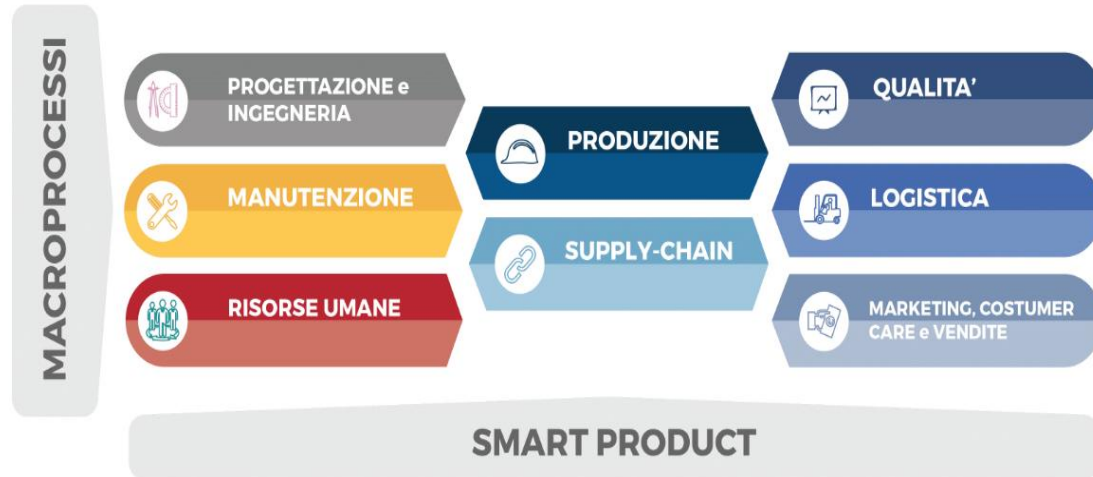 MACROPROCESSI
PROGETTAZIONE e
INGEGNERIA
MANUTENZIONE
RISORSE UMANE
PRODUZIONE
SUPPLY-CHAIN
QUALITA'
LOGISTICA
MARKETING, COSTUMER
CARE e VENDITE
SMART PRODUCT